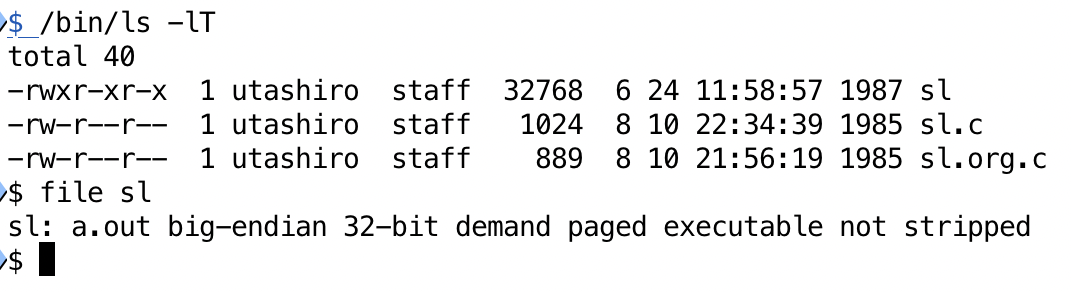 $ /bin/ls -lT
total 40
-rwxr-xr-x  1 utashiro  staff  32768  6 24 11:58:57 1987 sl
-rw-r--r--  1 utashiro  staff   1024  8 10 22:34:39 1985 sl.c
-rw-r--r--  1 utashiro  staff    889  8 10 21:56:19 1985 sl.org.c
$ file sl
sl: a.out big-endian 32-bit demand paged executable not stripped
$